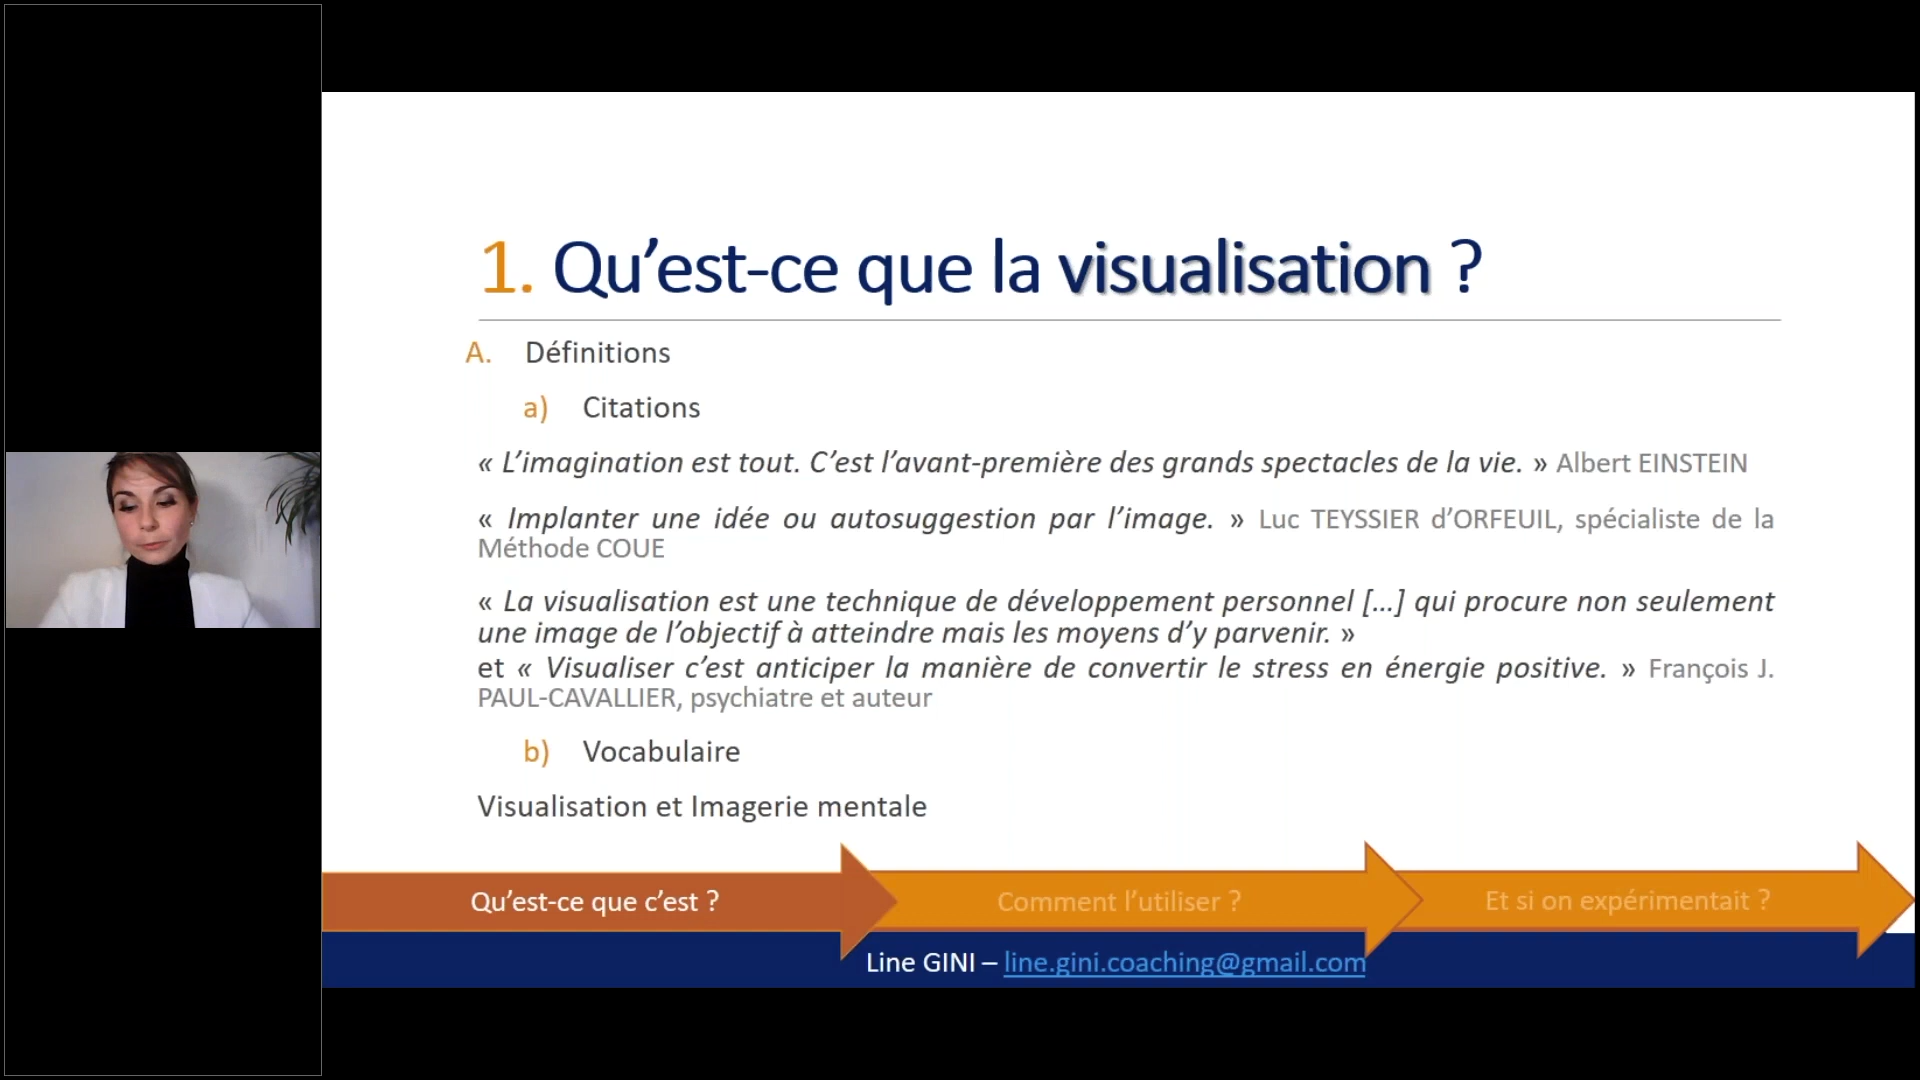 1. Qu’est-ce que la visualisation ?
A. Définitions
a) Citations
« L’imagination est tout. C’est l’avant-première des grands spectacles de la vie. » Albert EINSTEIN
« Implanter une idée ou autosuggestion par l’image. » Luc TEYSSIER d’ORFEUIL, spécialiste de la
Méthode COUE
« La visualisation est une technique de développement personnel [...] qui procure non seulement
une image de l’objectif à atteindre mais les moyens d’y parvenir. »
et « Visualiser c’est anticiper la manière de convertir le stress en énergie positive. » François J.
PAUL-CAVALLIER, psychiatre et auteur
b) Vocabulaire
Visualisation et Imagerie mentale
Qu’est-ce que c’est ?
Comment l’utiliser ?
Et si on expérimentait ?
Line GINI – line.gini.coaching@gmail.com